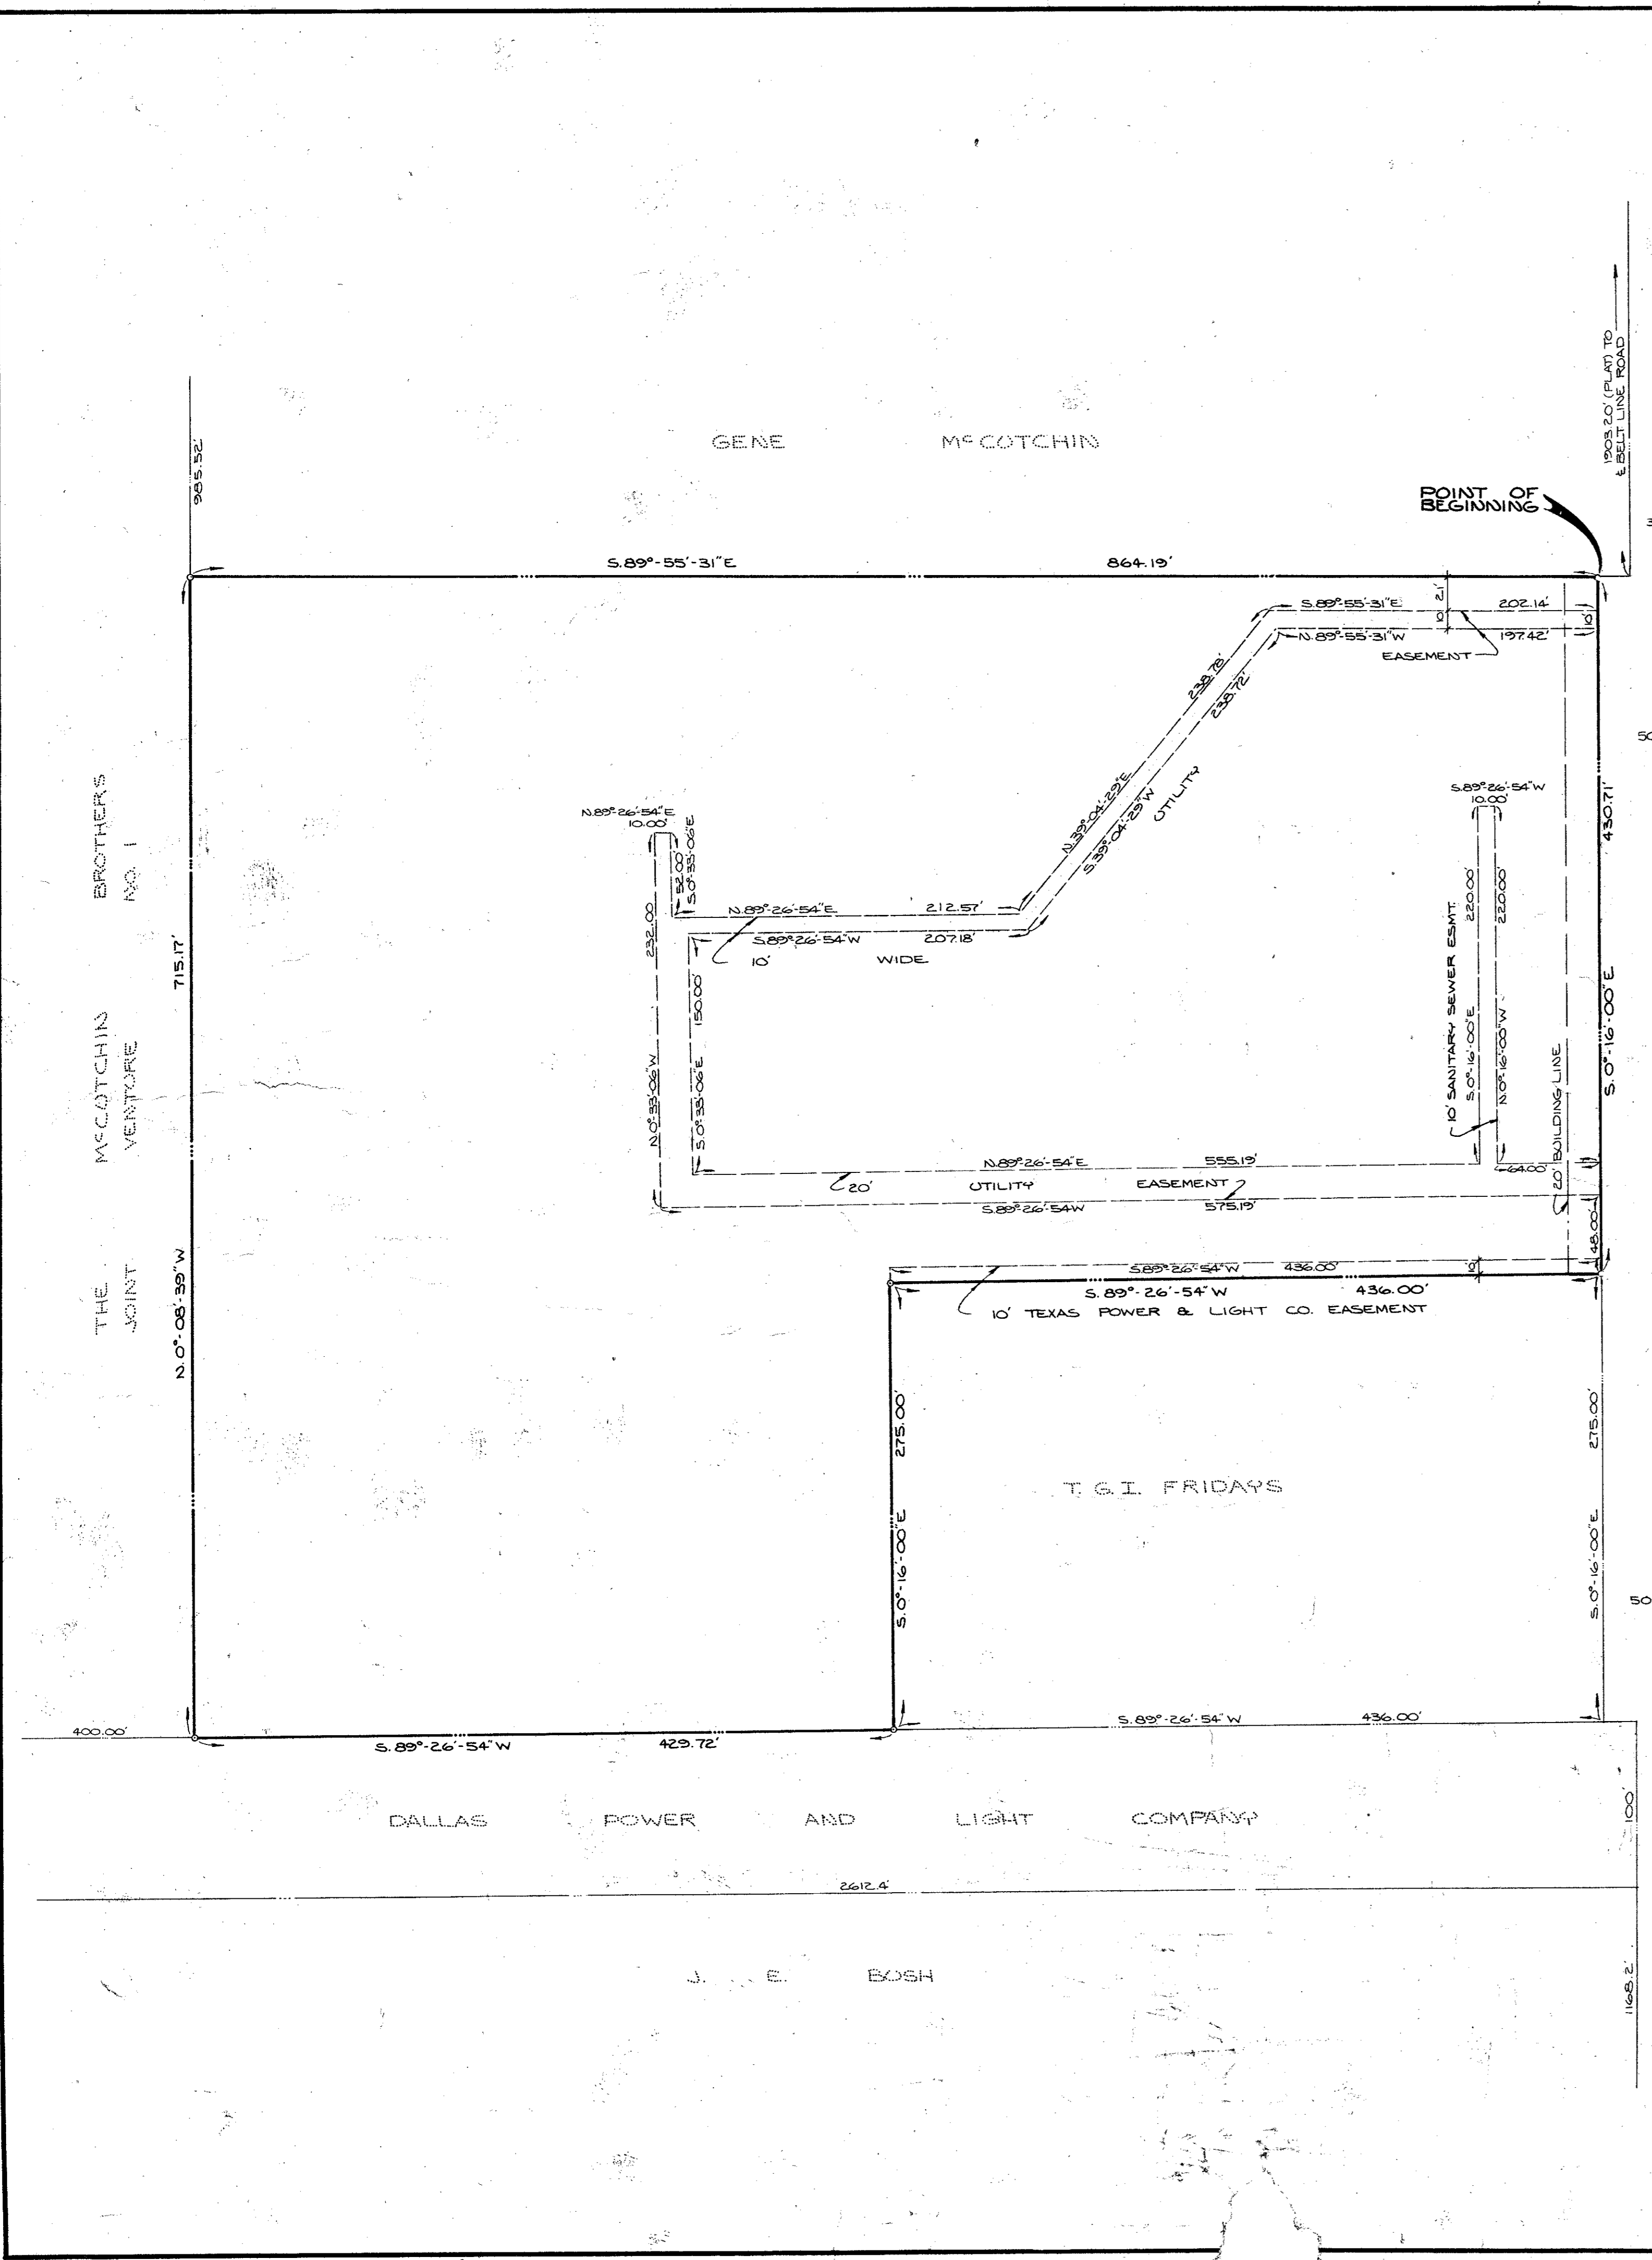 1903.20' (PLAT) TO
℄ BELT LINE ROAD
985.52'
GENE McCOTCHIN
POINT OF
BEGINNING
S.89°-55'-31"E 864.19'
S.89°-55'-31"E 202.14'
10' 21'
10'
N.89°-55'-31"W 197.42'
EASEMENT
238.78'
238.72'
N.39°-04'-29"E
S.39°-04'-29"W
UTILITY
50
430.71'
S.0°-16'-00"E
S.89°-26'-54"W
10.00'
N.89°-26'-54"E
10.00'
72.00
S.0°-33'-06"E
N.89°-26'-54"E 212.57'
S.89°-26'-54"W 207.18'
10' WIDE
232.00
N.0°-33'-06"W
150.00'
S.0°-33'-06"E
10' SANITARY SEWER ESMT.
220.00'
S.0°-16'-00"E
220.00'
N.0°-16'-00"W
20' BUILDING LINE
THE McCOTCHIN BROTHERS
JOINT VENTURE NO. 1
715.17'
N.0°-08'-39"W
N.89°-26'-54"E 555.19'
64.00'
20' UTILITY EASEMENT
S.89°-26'-54"W 575.19'
48.00'
S.89°-26'-54"W 436.00'
10'
S.89°-26'-54"W 436.00'
10' TEXAS POWER & LIGHT CO. EASEMENT
275.00'
S.0°-16'-00"E
T.G.I. FRIDAYS
275.00'
S.0°-16'-00"E
50
400.00'
S.89°-26'-54"W 429.72'
S.89°-26'-54"W 436.00'
DALLAS POWER AND LIGHT COMPANY
100'
2612.4'
J. E. BOSH
1168.2'